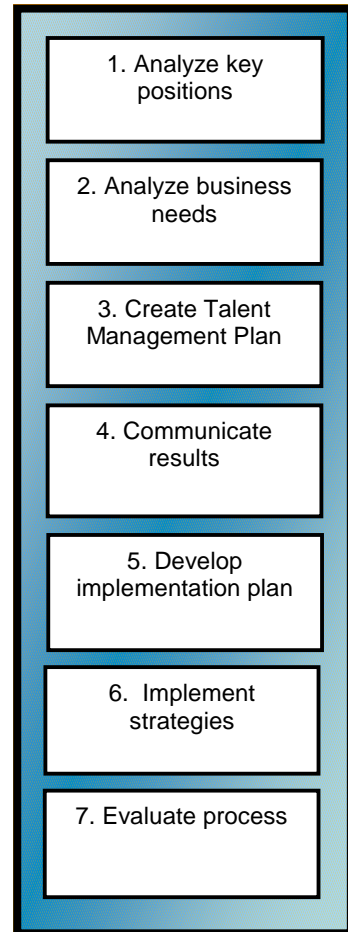 1. Analyze key
positions
2. Analyze business
needs
3. Create Talent
Management Plan
4. Communicate
results
5. Develop
implementation plan
6. Implement
strategies
7. Evaluate process